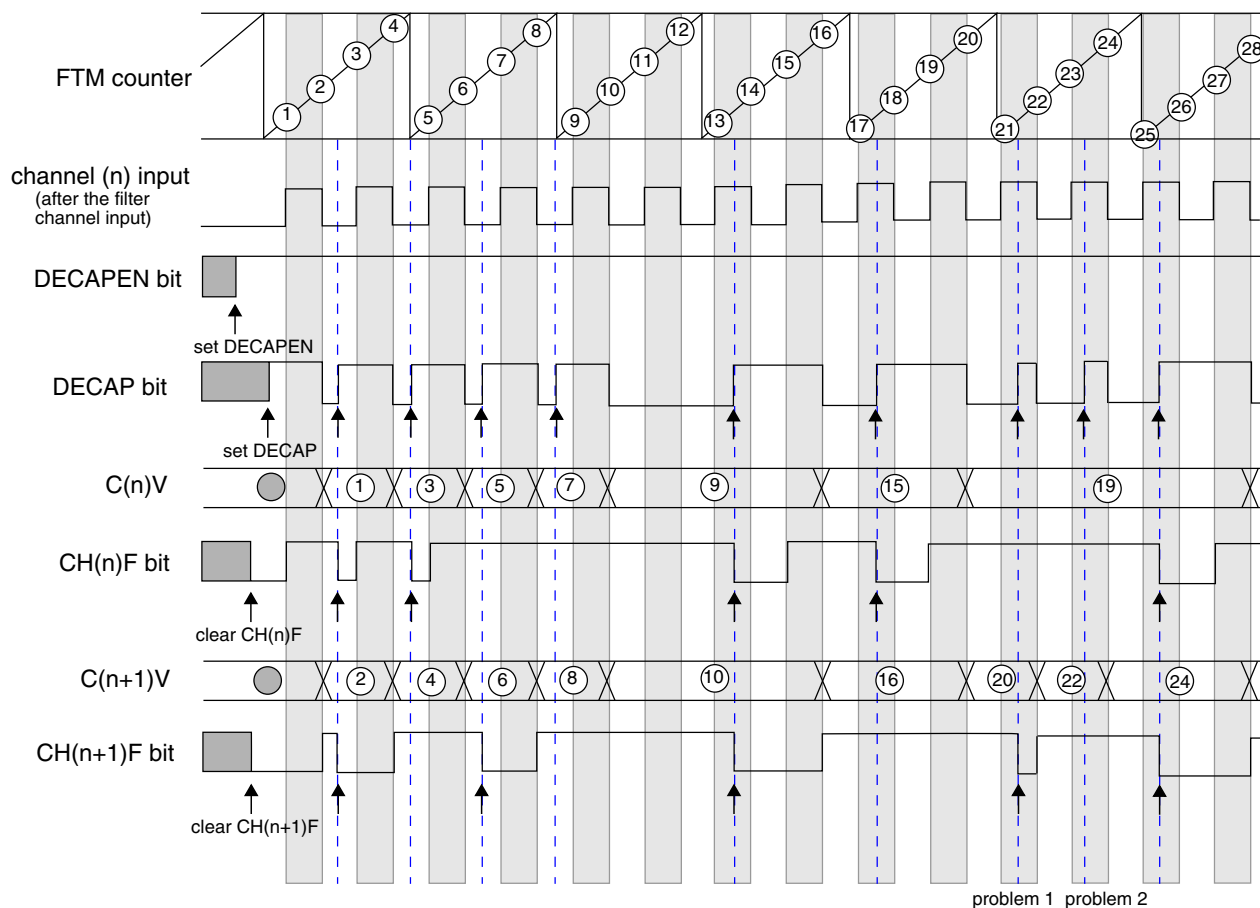 FTM counter
1 2 3 4 5 6 7 8 9 10 11 12 13 14 15 16 17 18 19 20 21 22 23 24 25 26 27 28
channel (n) input
(after the filter
channel input)
DECAPEN bit
set DECAPEN
DECAP bit
set DECAP
C(n)V
1 3 5 7 9 15 19
CH(n)F bit
clear CH(n)F
C(n+1)V
2 4 6 8 10 16 20 22 24
CH(n+1)F bit
clear CH(n+1)F
problem 1 problem 2